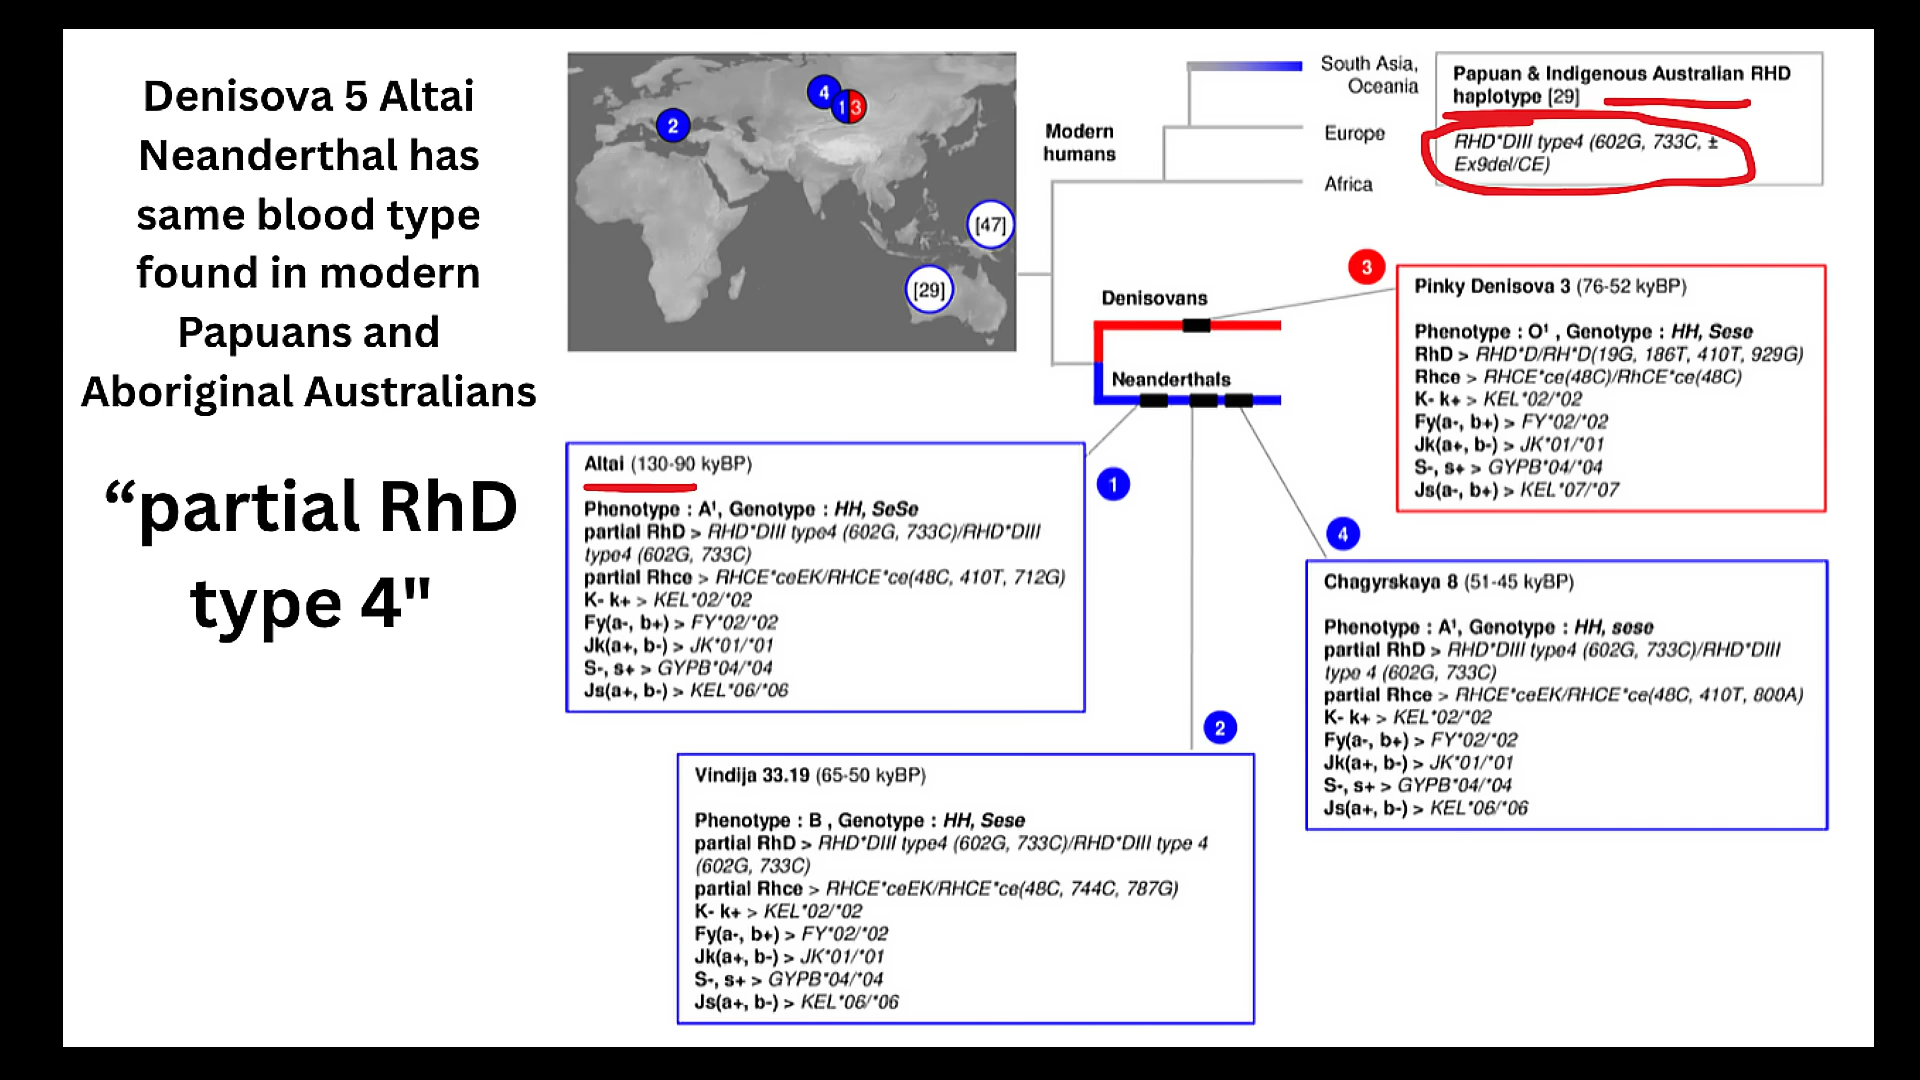 Denisova 5 Altai
Neanderthal has
same blood type
found in modern
Papuans and
Aboriginal Australians
“partial RhD
type 4"
4
1
3
2
[47]
[29]
Modern
humans
South Asia,
Oceania
Europe
Africa
Papuan & Indigenous Australian RHD
haplotype [29]
RHD*DIII type4 (602G, 733C, ±
Ex9del/CE)
Denisovans
Neanderthals
3
Pinky Denisova 3 (76-52 kyBP)
Phenotype : O¹ , Genotype : HH, Sese
RhD > RHD*D/RH*D(19G, 186T, 410T, 929G)
Rhce > RHCE*ce(48C)/RhCE*ce(48C)
K- k+ > KEL*02/*02
Fy(a-, b+) > FY*02/*02
Jk(a+, b-) > JK*01/*01
S-, s+ > GYPB*04/*04
Js(a-, b+) > KEL*07/*07
1
Altai (130-90 kyBP)
Phenotype : A¹, Genotype : HH, SeSe
partial RhD > RHD*DIII type4 (602G, 733C)/RHD*DIII
type4 (602G, 733C)
partial Rhce > RHCE*ceEK/RHCE*ce(48C, 410T, 712G)
K- k+ > KEL*02/*02
Fy(a-, b+) > FY*02/*02
Jk(a+, b-) > JK*01/*01
S-, s+ > GYPB*04/*04
Js(a+, b-) > KEL*06/*06
4
Chagyrskaya 8 (51-45 kyBP)
Phenotype : A¹, Genotype : HH, sese
partial RhD > RHD*DIII type4 (602G, 733C)/RHD*DIII
type 4 (602G, 733C)
partial Rhce > RHCE*ceEK/RHCE*ce(48C, 410T, 800A)
K- k+ > KEL*02/*02
Fy(a-, b+) > FY*02/*02
Jk(a+, b-) > JK*01/*01
S-, s+ > GYPB*04/*04
Js(a+, b-) > KEL*06/*06
2
Vindija 33.19 (65-50 kyBP)
Phenotype : B , Genotype : HH, Sese
partial RhD > RHD*DIII type4 (602G, 733C)/RHD*DIII type 4
(602G, 733C)
partial Rhce > RHCE*ceEK/RHCE*ce(48C, 744C, 787G)
K- k+ > KEL*02/*02
Fy(a-, b+) > FY*02/*02
Jk(a+, b-) > JK*01/*01
S-, s+ > GYPB*04/*04
Js(a+, b-) > KEL*06/*06